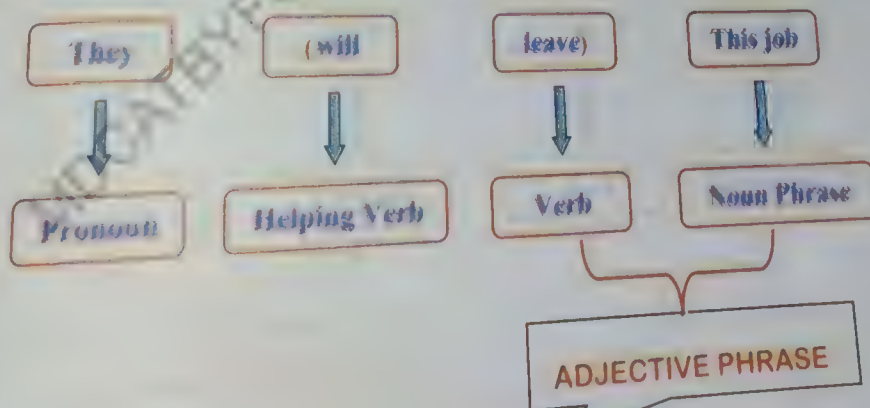 They (will leave) This job
Pronoun Helping Verb Verb Noun Phrase
ADJECTIVE PHRASE